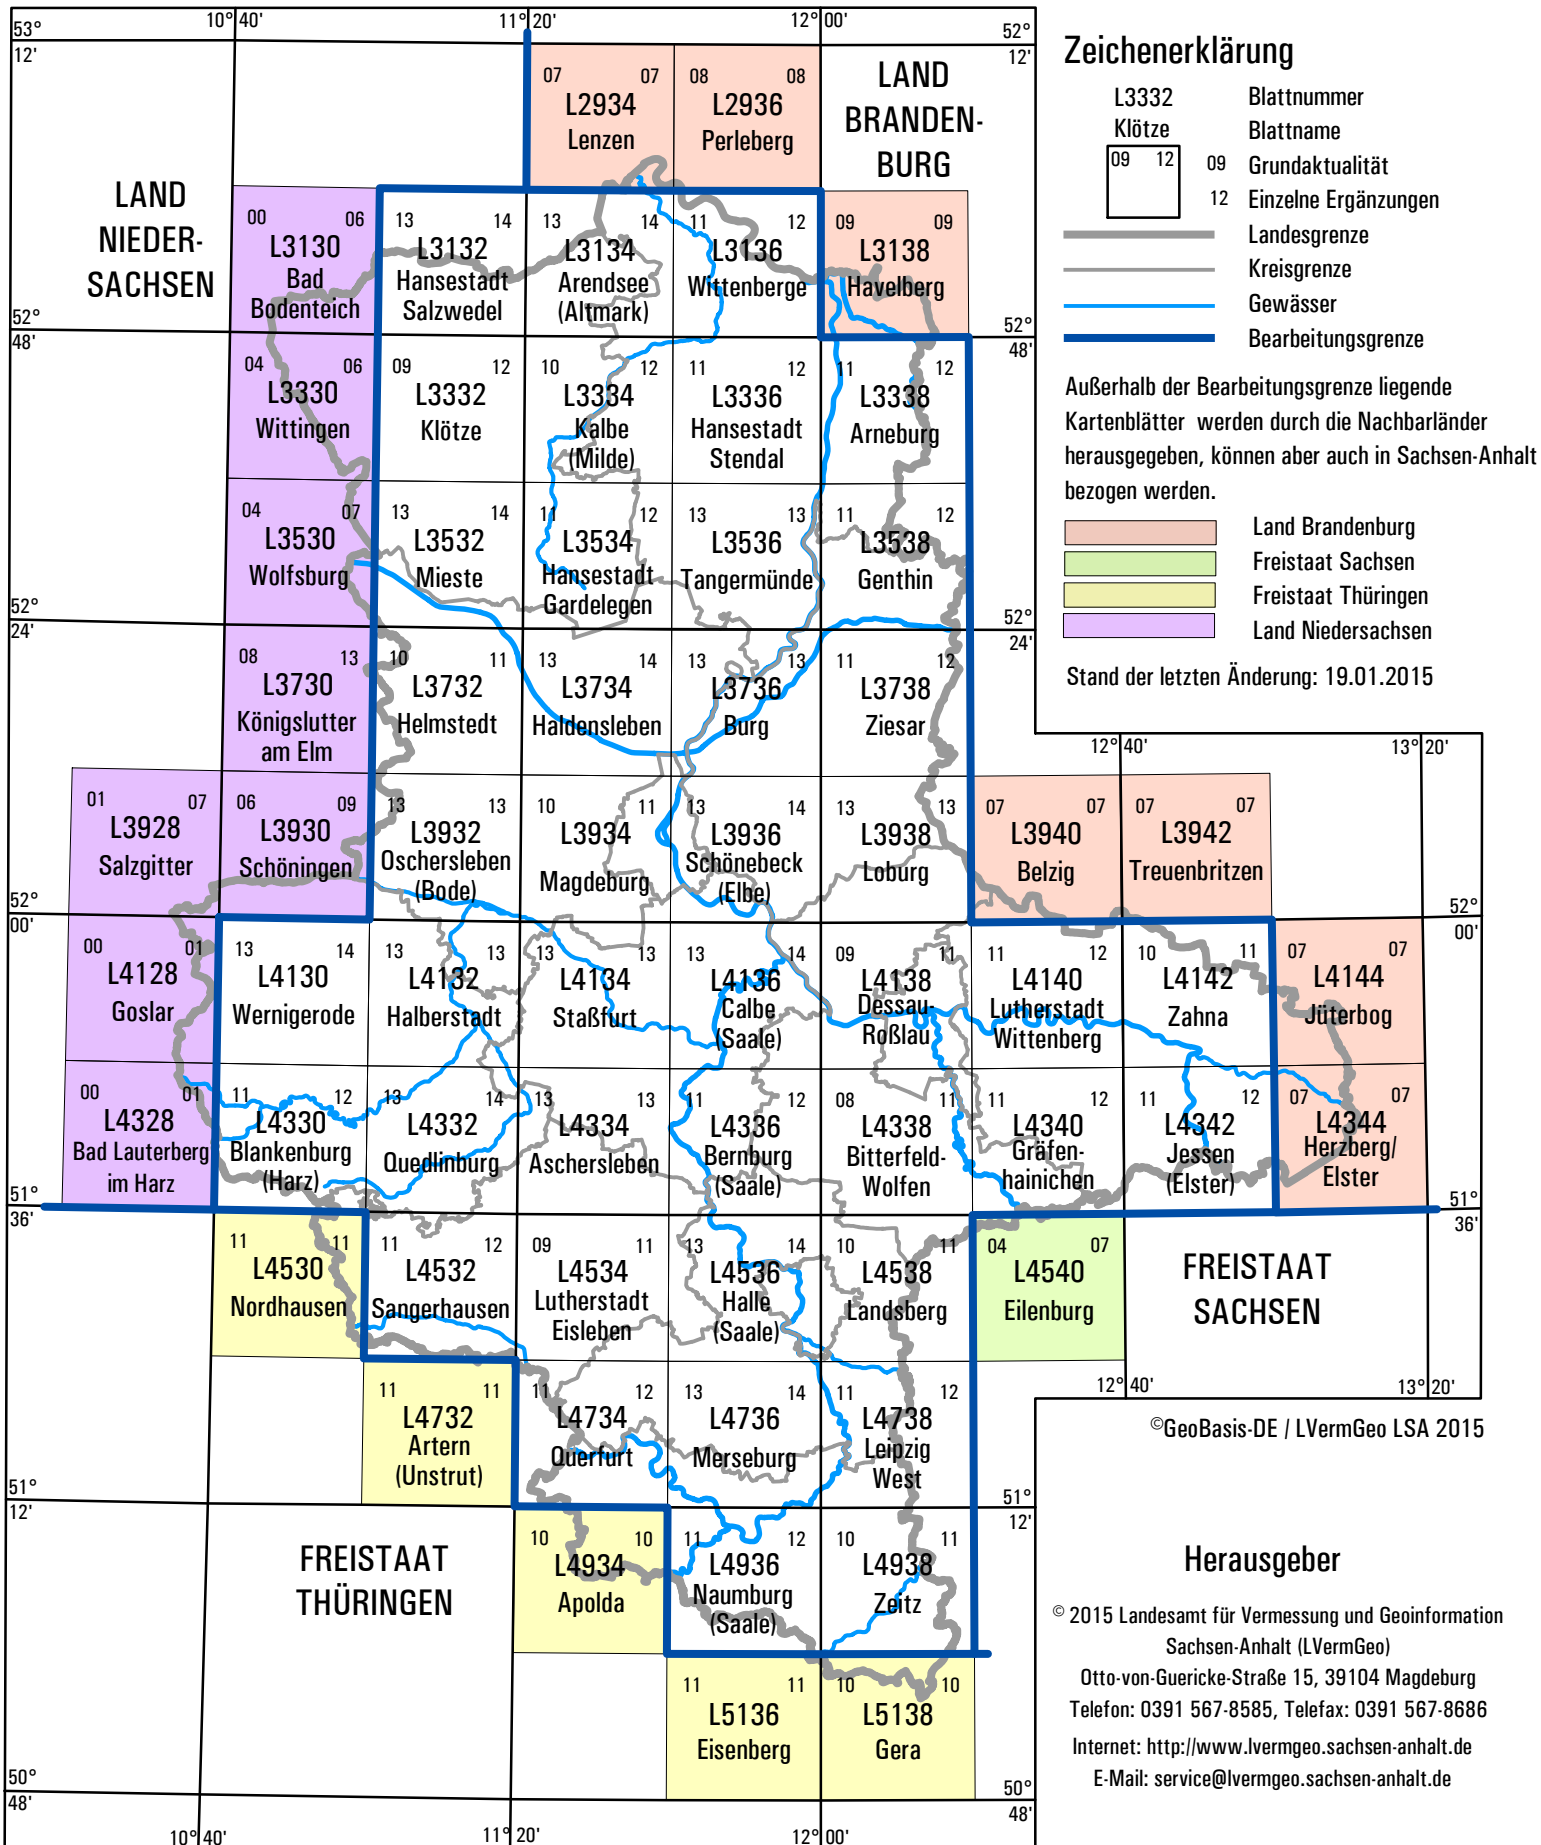 10° 40'
11° 20'
12° 00'
53°
12'
52°
12'
07 07
L2934
Lenzen
08 08
L2936
Perleberg
LAND
BRANDEN-
BURG
LAND
NIEDER-
SACHSEN
00 06
L3130
Bad
Bodenteich
13 14
L3132
Hansestadt
Salzwedel
13 14
L3134
Arendsee
(Altmark)
11 12
L3136
Wittenberge
09 09
L3138
Havelberg
52°
48'
52°
48'
04 06
L3330
Wittingen
09 12
L3332
Klötze
10 12
L3334
Kalbe
(Milde)
11 12
L3336
Hansestadt
Stendal
11 12
L3338
Arneburg
04 07
L3530
Wolfsburg
13 14
L3532
Mieste
11 12
L3534
Hansestadt
Gardelegen
13 13
L3536
Tangermünde
11 12
L3538
Genthin
52°
24'
52°
24'
08 13
L3730
Königslutter
am Elm
10 11
L3732
Helmstedt
13 14
L3734
Haldensleben
13 13
L3736
Burg
11 12
L3738
Ziesar
12° 40'
13° 20'
01 07
L3928
Salzgitter
06 09
L3930
Schöningen
13 13
L3932
Oschersleben
(Bode)
10 11
L3934
Magdeburg
13 14
L3936
Schönebeck
(Elbe)
13 13
L3938
Loburg
07 07
L3940
Belzig
07 07
L3942
Treuenbritzen
52°
00'
52°
00'
00 01
L4128
Goslar
13 14
L4130
Wernigerode
13 13
L4132
Halberstadt
13 13
L4134
Staßfurt
13 14
L4136
Calbe
(Saale)
09 11
L4138
Dessau-
Roßlau
11 12
L4140
Lutherstadt
Wittenberg
10 11
L4142
Zahna
07 07
L4144
Jüterbog
00 01
L4328
Bad Lauterberg
im Harz
11 12
L4330
Blankenburg
(Harz)
13 14
L4332
Quedlinburg
13 13
L4334
Aschersleben
11 12
L4336
Bernburg
(Saale)
08 11
L4338
Bitterfeld-
Wolfen
11 12
L4340
Gräfen-
hainichen
11 12
L4342
Jessen
(Elster)
07 07
L4344
Herzberg/
Elster
51°
36'
51°
36'
11 11
L4530
Nordhausen
11 12
L4532
Sangerhausen
09 11
L4534
Lutherstadt
Eisleben
13 14
L4536
Halle
(Saale)
10 11
L4538
Landsberg
04 07
L4540
Eilenburg
FREISTAAT
SACHSEN
12° 40'
13° 20'
11 11
L4732
Artern
(Unstrut)
11 12
L4734
Querfurt
13 14
L4736
Merseburg
11 12
L4738
Leipzig
West
51°
12'
51°
12'
FREISTAAT
THÜRINGEN
10 10
L4934
Apolda
11 12
L4936
Naumburg
(Saale)
10 11
L4938
Zeitz
11 11
L5136
Eisenberg
10 10
L5138
Gera
50°
48'
50°
48'
10° 40'
11° 20'
12° 00'
Zeichenerklärung
L3332 Blattnummer
Klötze Blattname
09 12 09 Grundaktualität
12 Einzelne Ergänzungen
Landesgrenze
Kreisgrenze
Gewässer
Bearbeitungsgrenze
Außerhalb der Bearbeitungsgrenze liegende
Kartenblätter werden durch die Nachbarländer
herausgegeben, können aber auch in Sachsen-Anhalt
bezogen werden.
Land Brandenburg
Freistaat Sachsen
Freistaat Thüringen
Land Niedersachsen
Stand der letzten Änderung: 19.01.2015
©GeoBasis-DE / LVermGeo LSA 2015
Herausgeber
© 2015 Landesamt für Vermessung und Geoinformation
Sachsen-Anhalt (LVermGeo)
Otto-von-Guericke-Straße 15, 39104 Magdeburg
Telefon: 0391 567-8585, Telefax: 0391 567-8686
Internet: http://www.lvermgeo.sachsen-anhalt.de
E-Mail: service@lvermgeo.sachsen-anhalt.de